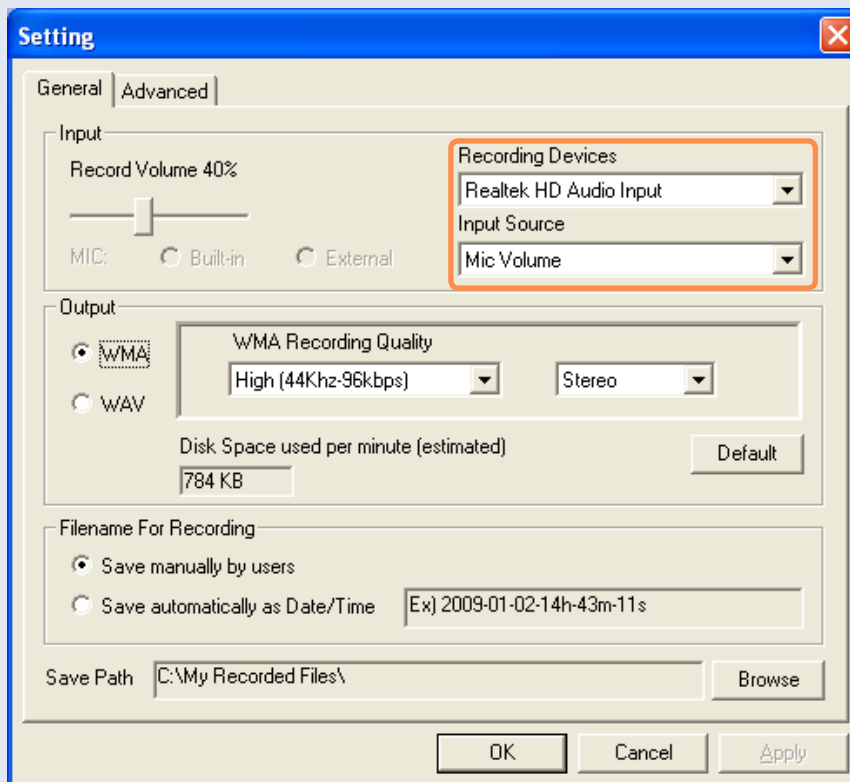 Setting
General Advanced
Input
Record Volume 40%
MIC: Built-in External
Recording Devices
Realtek HD Audio Input
Input Source
Mic Volume
Output
WMA
WAV
WMA Recording Quality
High (44Khz-96kbps) Stereo
Disk Space used per minute (estimated)
784 KB
Default
Filename For Recording
Save manually by users
Save automatically as Date/Time Ex) 2009-01-02-14h-43m-11s
Save Path C:\My Recorded Files\ Browse
OK Cancel Apply